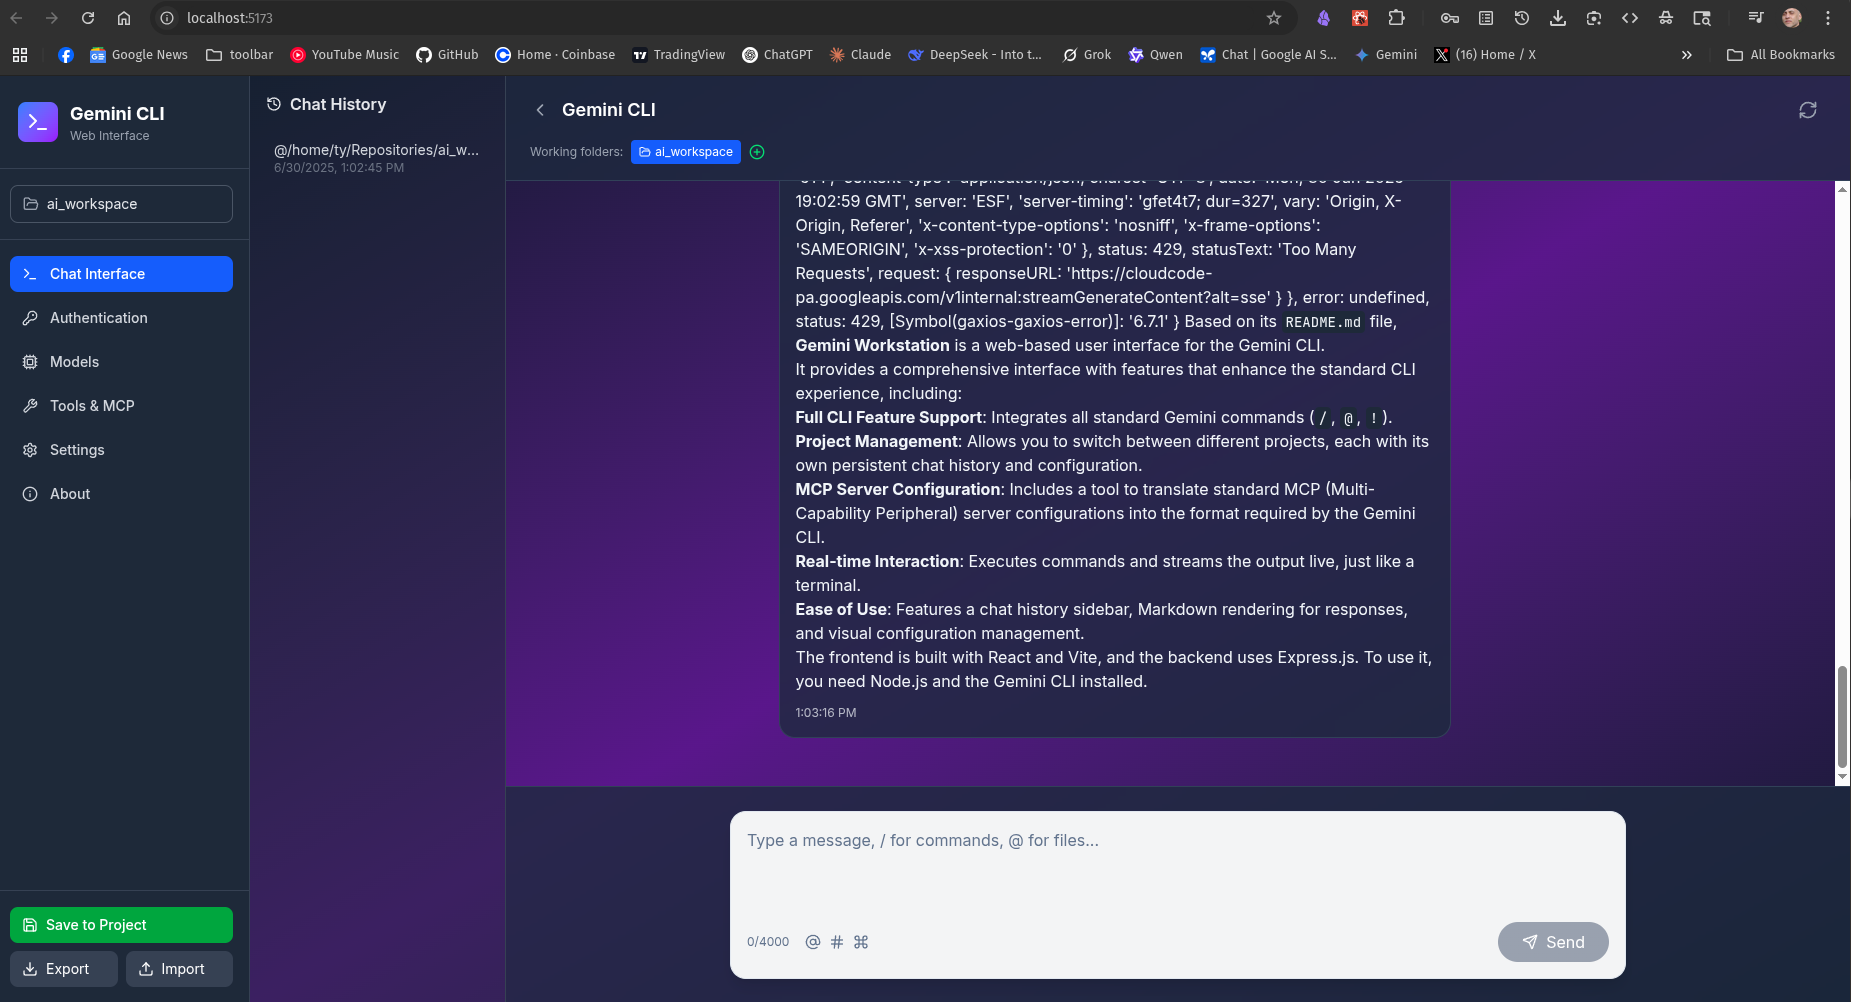 localhost:5173
Google News
toolbar
YouTube Music
GitHub
Home · Coinbase
TradingView
ChatGPT
Claude
DeepSeek - Into t...
Grok
Qwen
Chat | Google AI S...
Gemini
(16) Home / X
»
All Bookmarks
Gemini CLI
Web Interface
ai_workspace
Chat Interface
Authentication
Models
Tools & MCP
Settings
About
Save to Project
Export
Import
Chat History
@/home/ty/Repositories/ai_w...
6/30/2025, 1:02:45 PM
Gemini CLI
Working folders:
ai_workspace
19:02:59 GMT', server: 'ESF', 'server-timing': 'gfet4t7; dur=327', vary: 'Origin, X-
Origin, Referer', 'x-content-type-options': 'nosniff', 'x-frame-options':
'SAMEORIGIN', 'x-xss-protection': '0' }, status: 429, statusText: 'Too Many
Requests', request: { responseURL: 'https://cloudcode-
pa.googleapis.com/v1internal:streamGenerateContent?alt=sse' } }, error: undefined,
status: 429, [Symbol(gaxios-gaxios-error)]: '6.7.1' } Based on its README.md file,
Gemini Workstation is a web-based user interface for the Gemini CLI.
It provides a comprehensive interface with features that enhance the standard CLI
experience, including:
Full CLI Feature Support: Integrates all standard Gemini commands ( / , @ , ! ).
Project Management: Allows you to switch between different projects, each with its
own persistent chat history and configuration.
MCP Server Configuration: Includes a tool to translate standard MCP (Multi-
Capability Peripheral) server configurations into the format required by the Gemini
CLI.
Real-time Interaction: Executes commands and streams the output live, just like a
terminal.
Ease of Use: Features a chat history sidebar, Markdown rendering for responses,
and visual configuration management.
The frontend is built with React and Vite, and the backend uses Express.js. To use it,
you need Node.js and the Gemini CLI installed.
1:03:16 PM
Type a message, / for commands, @ for files...
0/4000
@ # ⌘
Send